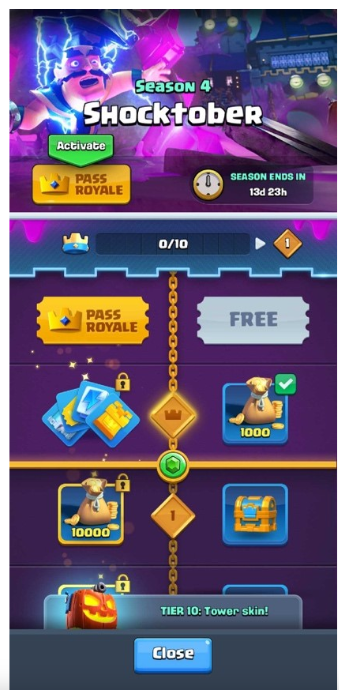 Season 4
Shocktober
Activate
PASS
ROYALE
SEASON ENDS IN
13d 23h
0/10
1
PASS
ROYALE
FREE
1000
10000
1
TIER 10: Tower skin!
Close